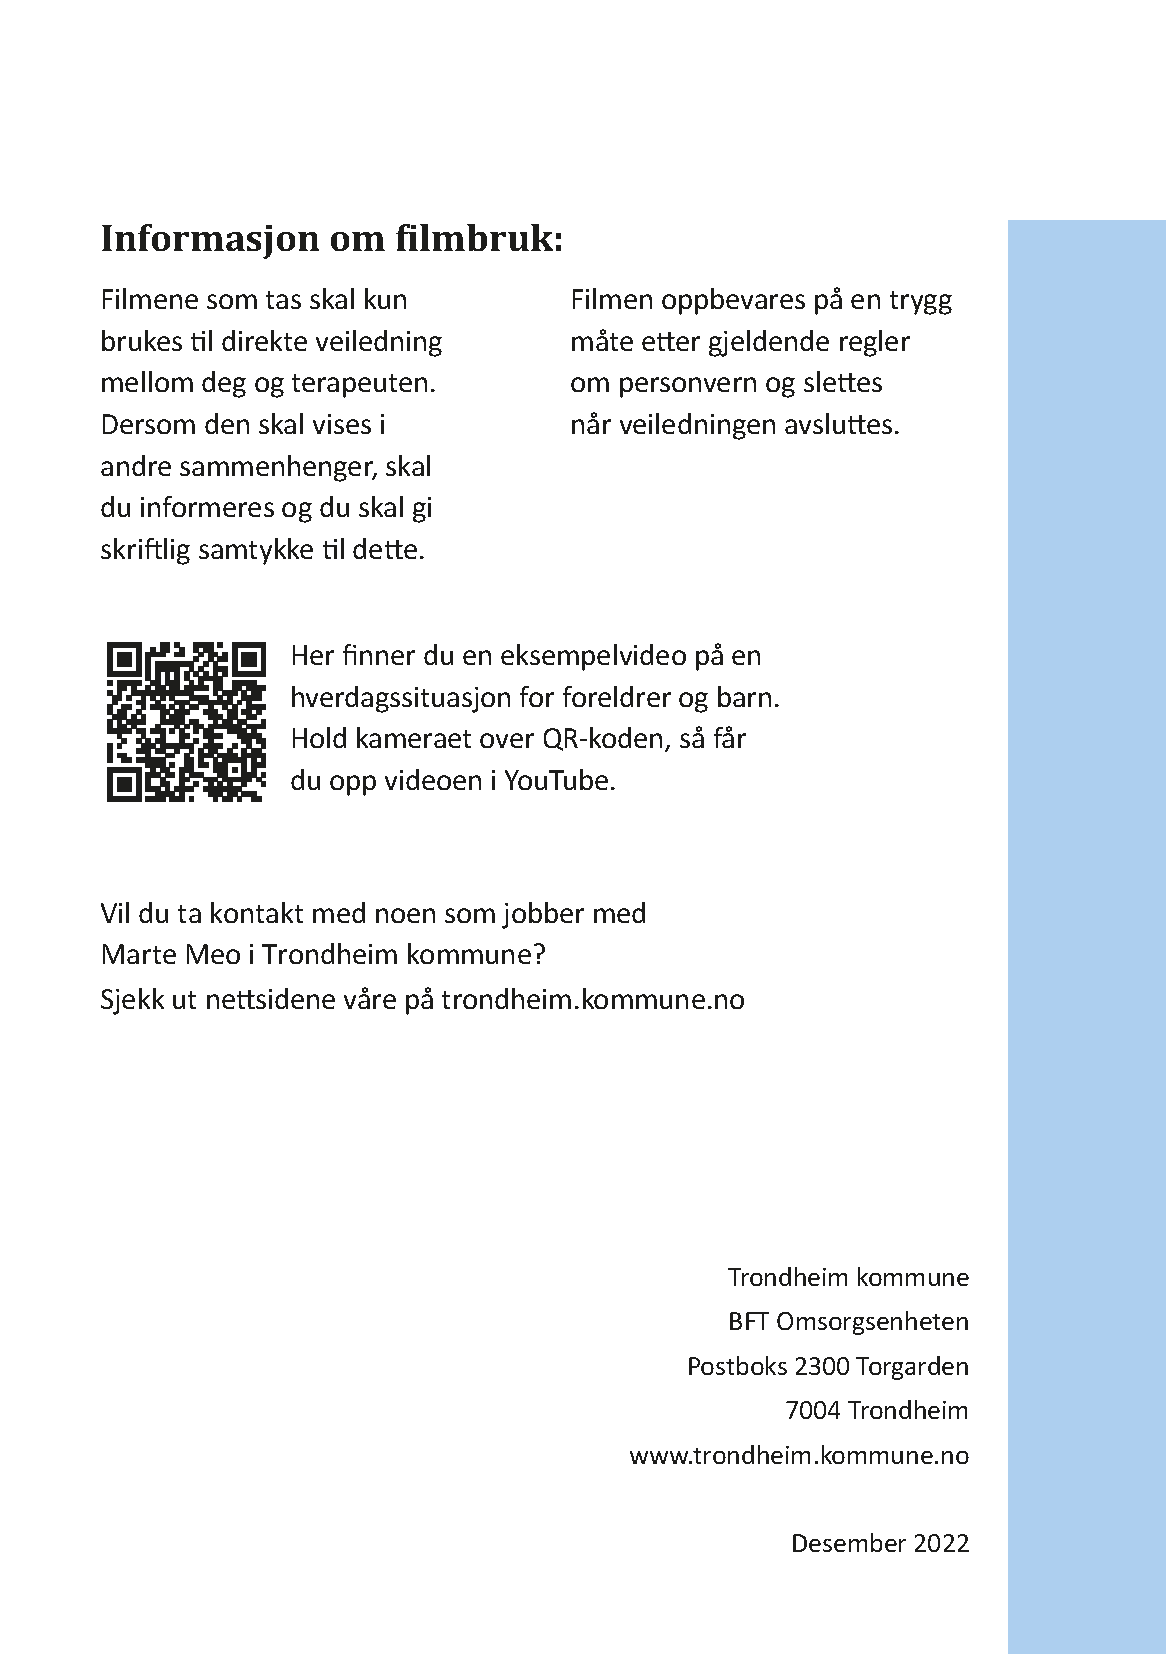 Informasjon om filmbruk:
Filmene som tas skal kun
brukes til direkte veiledning
mellom deg og terapeuten.
Dersom den skal vises i
andre sammenhenger, skal
du informeres og du skal gi
skriftlig samtykke til dette.
Filmen oppbevares på en trygg
måte etter gjeldende regler
om personvern og slettes
når veiledningen avsluttes.
Her finner du en eksempelvideo på en
hverdagssituasjon for foreldrer og barn.
Hold kameraet over QR-koden, så får
du opp videoen i YouTube.
Vil du ta kontakt med noen som jobber med
Marte Meo i Trondheim kommune?
Sjekk ut nettsidene våre på trondheim.kommune.no
Trondheim kommune
BFT Omsorgsenheten
Postboks 2300 Torgarden
7004 Trondheim
www.trondheim.kommune.no
Desember 2022